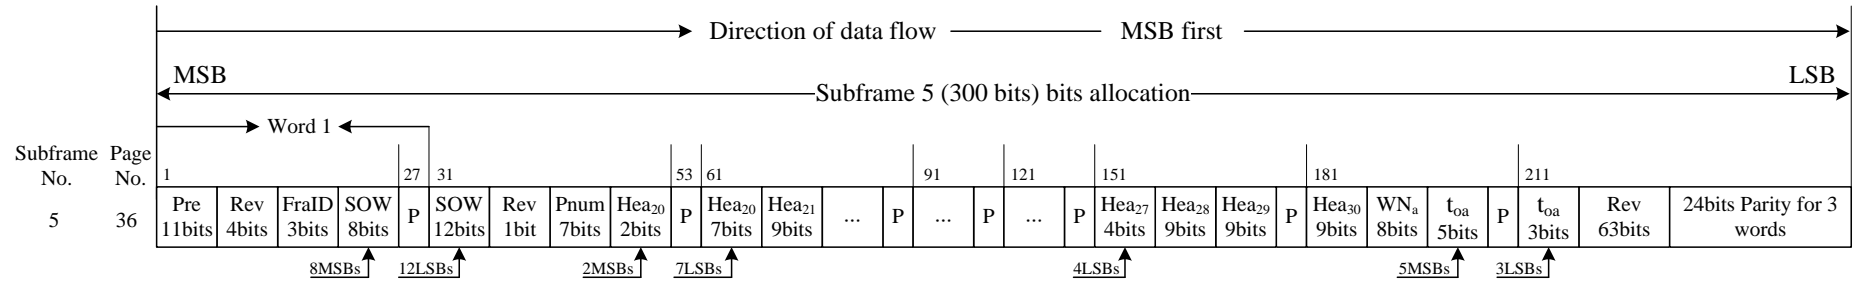 Direction of data flow MSB first
MSB LSB
Subframe 5 (300 bits) bits allocation
Word 1
Subframe Page
No. No.
1 27 31 53 61 91 121 151 181 211
5 36
Pre
11bits
Rev
4bits
FraID
3bits
SOW
8bits
P
SOW
12bits
Rev
1bit
Pnum
7bits
Hea20
2bits
P
Hea20
7bits
Hea21
9bits
...
P
...
P
...
P
Hea27
4bits
Hea28
9bits
Hea29
9bits
P
Hea30
9bits
WNa
8bits
toa
5bits
P
toa
3bits
Rev
63bits
24bits Parity for 3
words
8MSBs 12LSBs 2MSBs 7LSBs 4LSBs 5MSBs 3LSBs